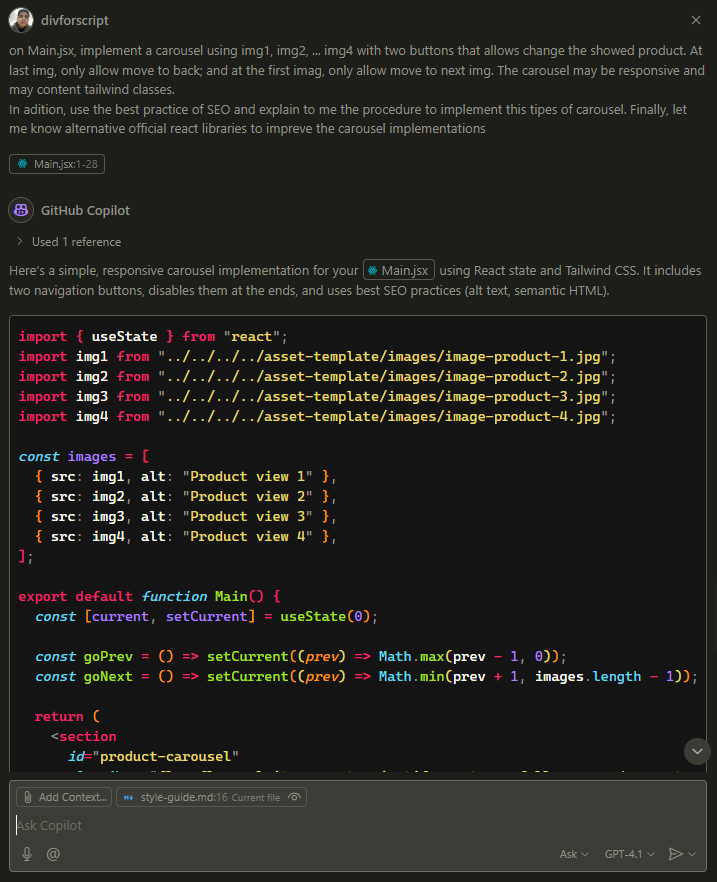 divforscript
on Main.jsx, implement a carousel using img1, img2, ... img4 with two buttons that allows change the showed product. At
last img, only allow move to back; and at the first imag, only allow move to next img. The carousel may be responsive and
may content tailwind classes.
In adition, use the best practice of SEO and explain to me the procedure to implement this tipes of carousel. Finally, let
me know alternative official react libraries to impreve the carousel implementations
Main.jsx:1-28
GitHub Copilot
Used 1 reference
Here's a simple, responsive carousel implementation for your Main.jsx using React state and Tailwind CSS. It includes
two navigation buttons, disables them at the ends, and uses best SEO practices (alt text, semantic HTML).
import { useState } from "react";
import img1 from "../../../../asset-template/images/image-product-1.jpg";
import img2 from "../../../../asset-template/images/image-product-2.jpg";
import img3 from "../../../../asset-template/images/image-product-3.jpg";
import img4 from "../../../../asset-template/images/image-product-4.jpg";
const images = [
{ src: img1, alt: "Product view 1" },
{ src: img2, alt: "Product view 2" },
{ src: img3, alt: "Product view 3" },
{ src: img4, alt: "Product view 4" },
];
export default function Main() {
const [current, setCurrent] = useState(0);
const goPrev = () => setCurrent((prev) => Math.max(prev - 1, 0));
const goNext = () => setCurrent((prev) => Math.min(prev + 1, images.length - 1));
return (
<section
id="product-carousel"
Add Context...
style-guide.md:16 Current file
Ask Copilot
@
Ask
GPT-4.1